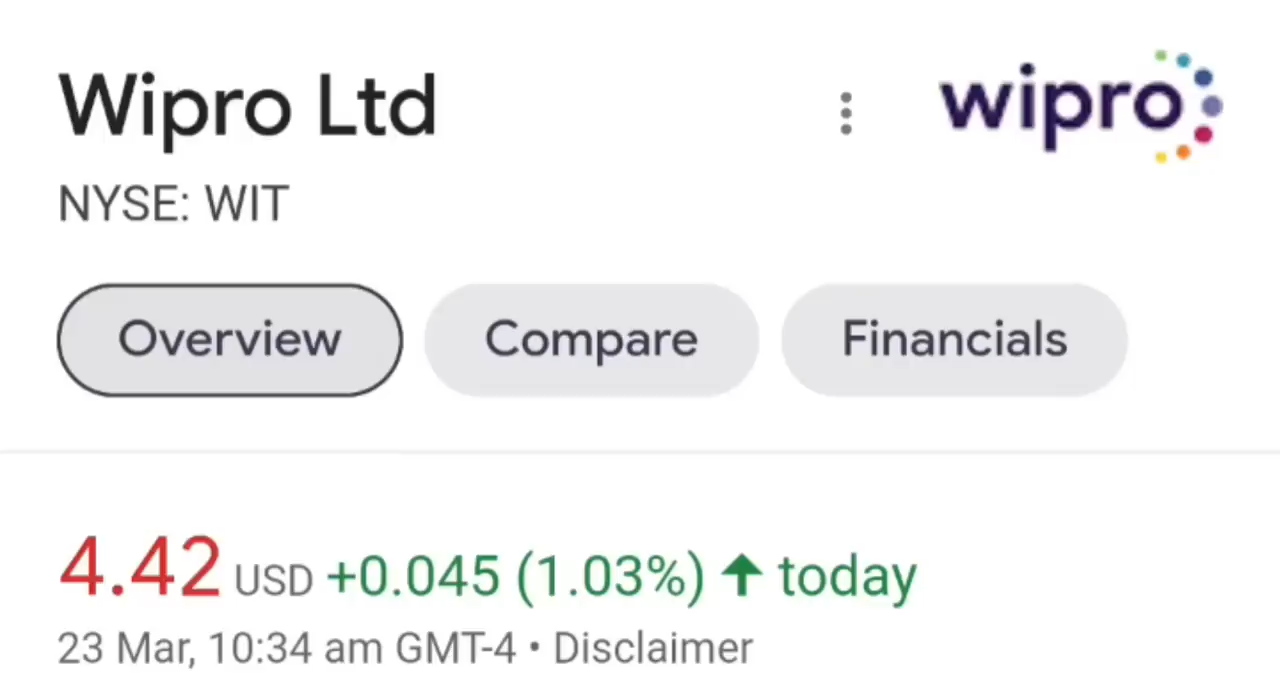 Wipro Ltd
wipro
NYSE: WIT
Overview Compare Financials
4.42 USD +0.045 (1.03%) ↑ today
23 Mar, 10:34 am GMT-4 • Disclaimer